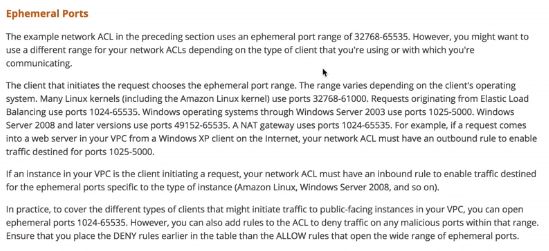 Ephemeral Ports
The example network ACL in the preceding section uses an ephemeral port range of 32768-65535. However, you might want to
use a different range for your network ACLs depending on the type of client that you're using or with which you're
communicating.
The client that initiates the request chooses the ephemeral port range. The range varies depending on the client's operating
system. Many Linux kernels (including the Amazon Linux kernel) use ports 32768-61000. Requests originating from Elastic Load
Balancing use ports 1024-65535. Windows operating systems through Windows Server 2003 use ports 1025-5000. Windows
Server 2008 and later versions use ports 49152-65535. A NAT gateway uses ports 1024-65535. For example, if a request comes
into a web server in your VPC from a Windows XP client on the Internet, your network ACL must have an outbound rule to enable
traffic destined for ports 1025-5000.
If an instance in your VPC is the client initiating a request, your network ACL must have an inbound rule to enable traffic destined
for the ephemeral ports specific to the type of instance (Amazon Linux, Windows Server 2008, and so on).
In practice, to cover the different types of clients that might initiate traffic to public-facing instances in your VPC, you can open
ephemeral ports 1024-65535. However, you can also add rules to the ACL to deny traffic on any malicious ports within that range.
Ensure that you place the DENY rules earlier in the table than the ALLOW rules that open the wide range of ephemeral ports.